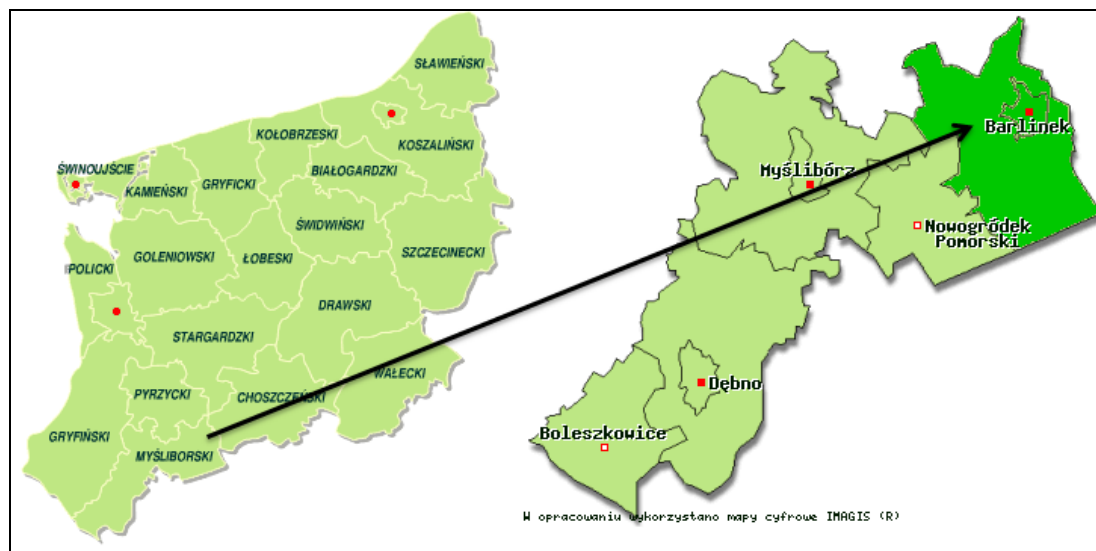 SŁAWIEŃSKI
KOŁOBRZESKI
KOSZALIŃSKI
ŚWINOUJŚCIE
BIAŁOGARDZKI
KAMIEŃSKI
GRYFICKI
ŚWIDWIŃSKI
SZCZECINECKI
GOLENIOWSKI
ŁOBESKI
POLICKI
DRAWSKI
STARGARDZKI
WAŁECKI
PYRZYCKI
CHOSZCZEŃSKI
GRYFIŃSKI
MYŚLIBORSKI
Barlinek
Myślibórz
Nowogródek
Pomorski
Dębno
Boleszkowice
W opracowaniu wykorzystano mapy cyfrowe IMAGIS (R)